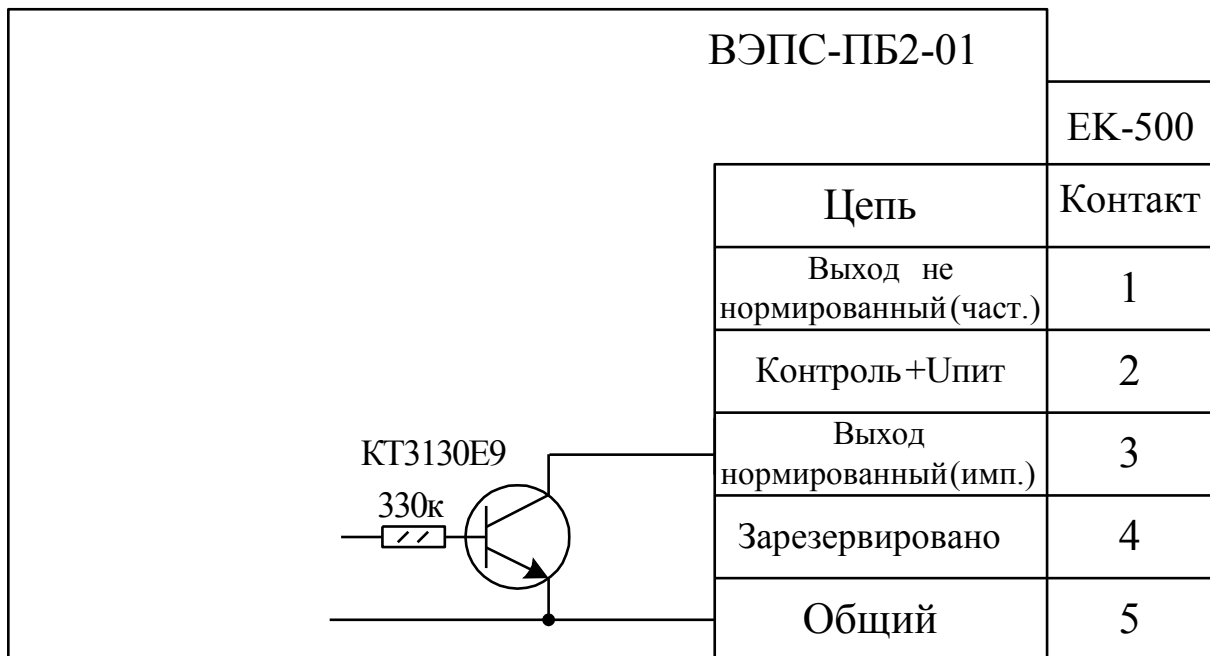 ВЭПС-ПБ2-01
ЕК-500
Цепь
Контакт
Выход не
нормированный (част.)
1
Контроль +Uпит
2
Выход
нормированный (имп.)
3
КТ3130Е9
330к
Зарезервировано
4
Общий
5